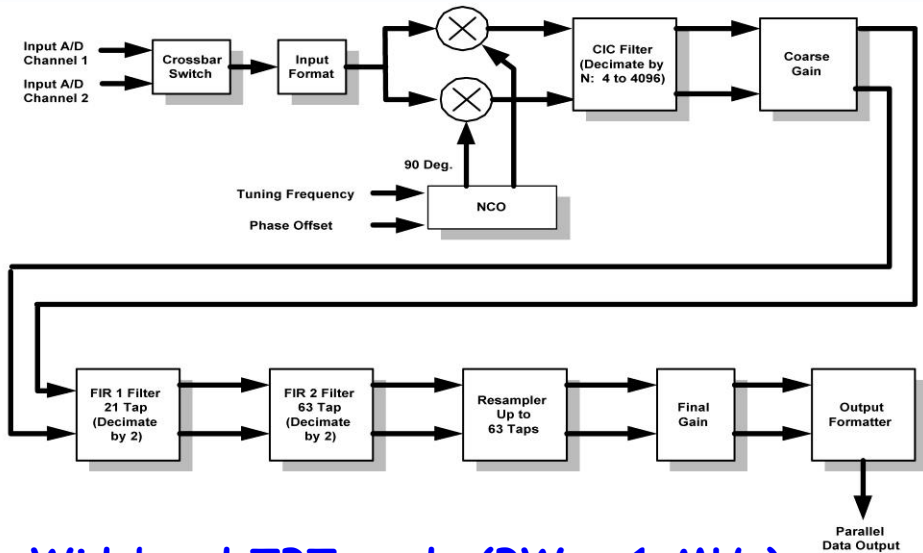 Input A/D
Channel 1
Input A/D
Channel 2
Crossbar
Switch
Input
Format
CIC Filter
(Decimate by
N: 4 to 4096)
Coarse
Gain
90 Deg.
Tuning Frequency
Phase Offset
NCO
FIR 1 Filter
21 Tap
(Decimate
by 2)
FIR 2 Filter
63 Tap
(Decimate
by 2)
Resampler
Up to
63 Taps
Final
Gain
Output
Formatter
Parallel
Data Output